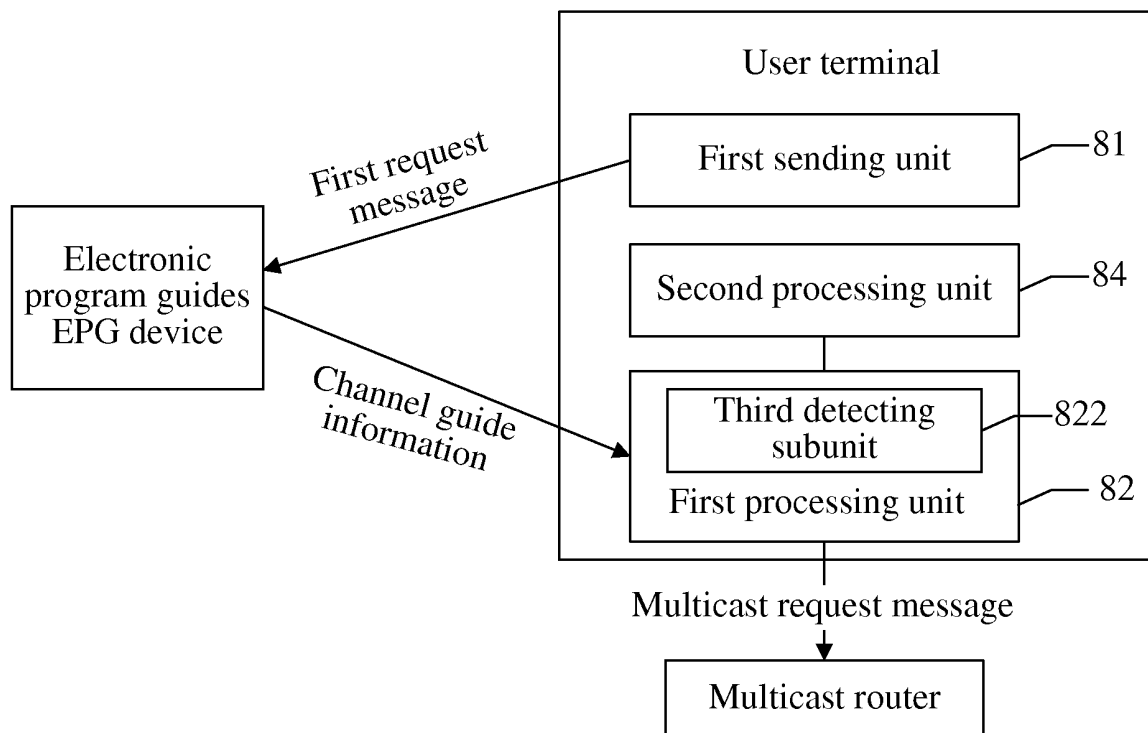 User terminal
First sending unit
81
First request
message
Electronic
program guides
EPG device
Second processing unit
84
Channel guide
information
Third detecting
subunit
822
First processing unit
82
Multicast request message
Multicast router